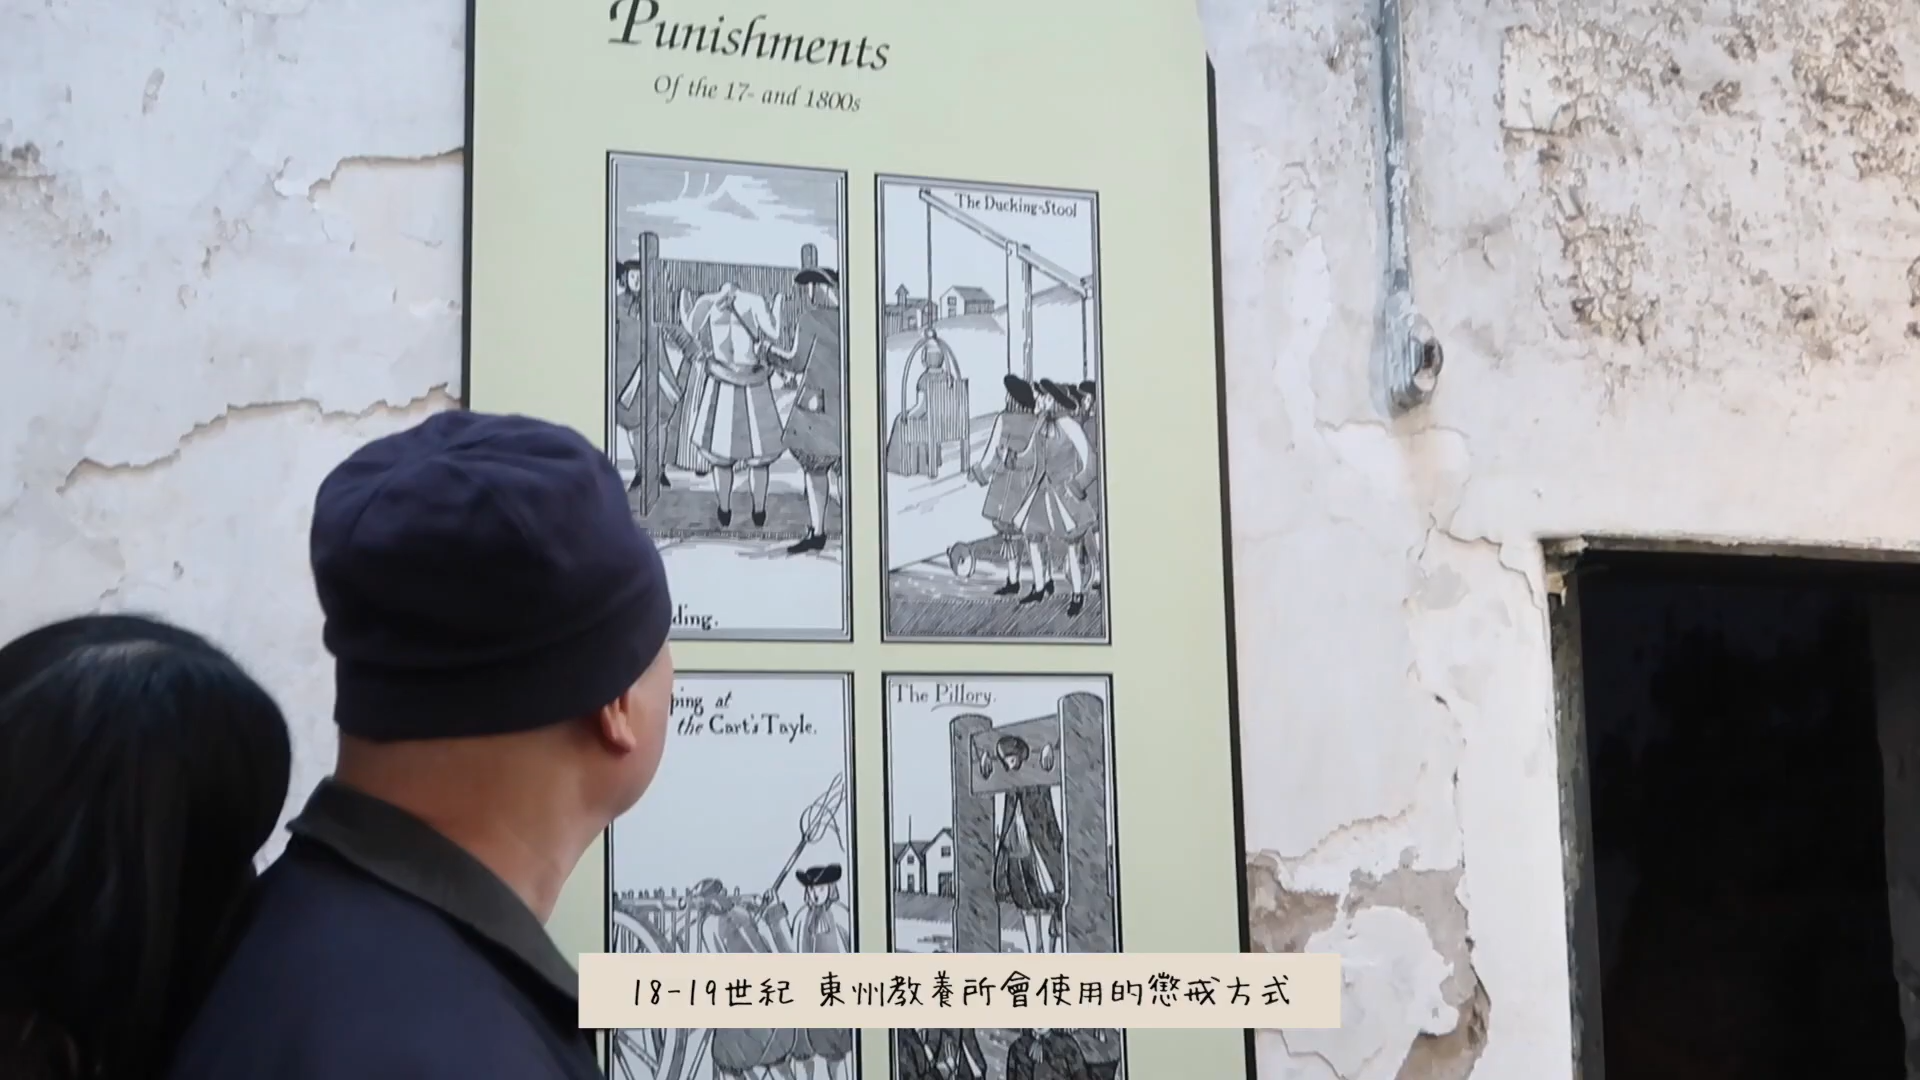 Punishments
Of the 17- and 1800s
The Ducking-Stool
ding.
ping at
the Cart's Tayle.
The Pillory.
18-19世紀 東州教養所會使用的懲戒方式